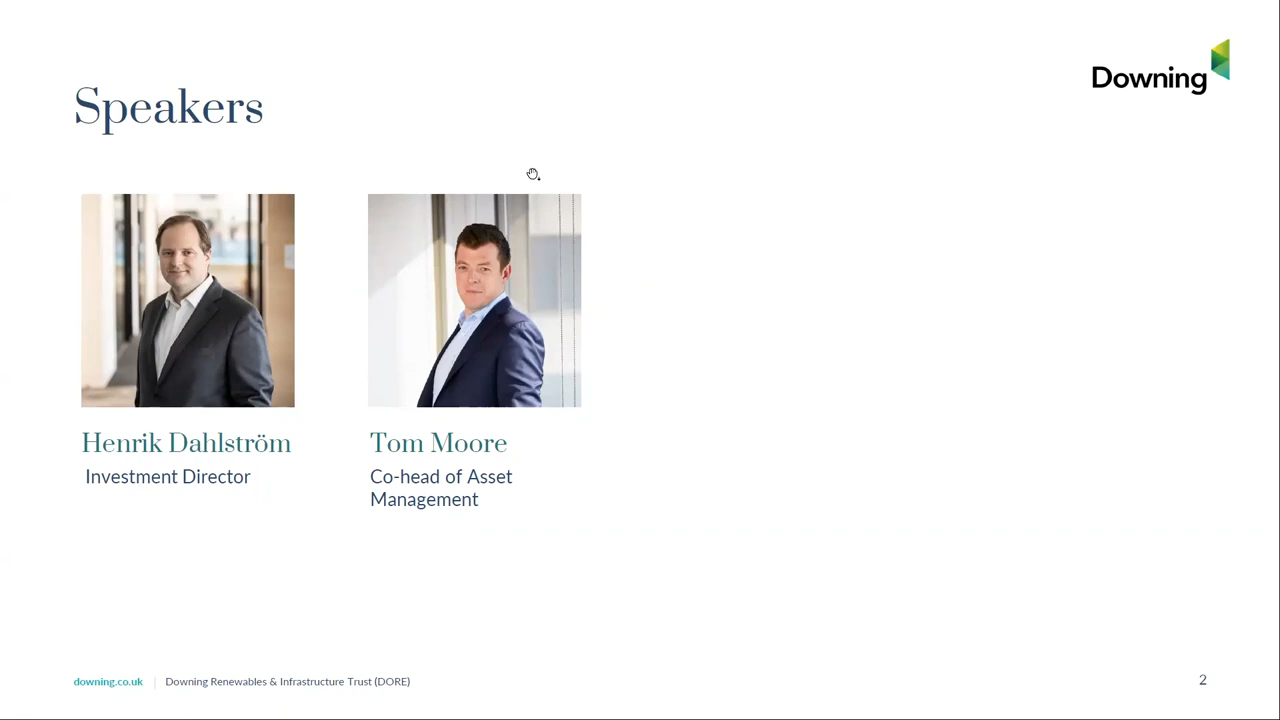 Downing
Speakers
Henrik Dahlström
Investment Director
Tom Moore
Co-head of Asset
Management
downing.co.uk
Downing Renewables & Infrastructure Trust (DORE)
2